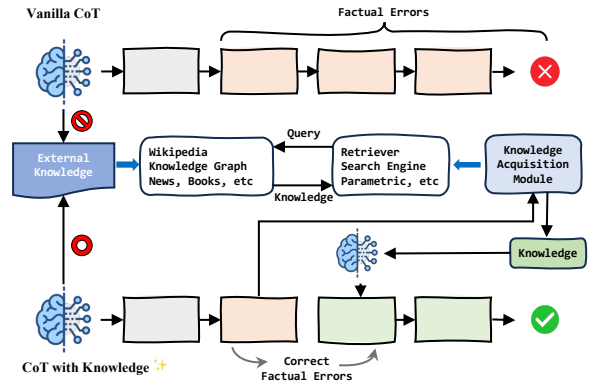 Vanilla CoT
Factual Errors
External
Knowledge
Wikipedia
Knowledge Graph
News, Books, etc
Query
Knowledge
Retriever
Search Engine
Parametric, etc
Knowledge
Acquisition
Module
Knowledge
CoT with Knowledge
Correct
Factual Errors